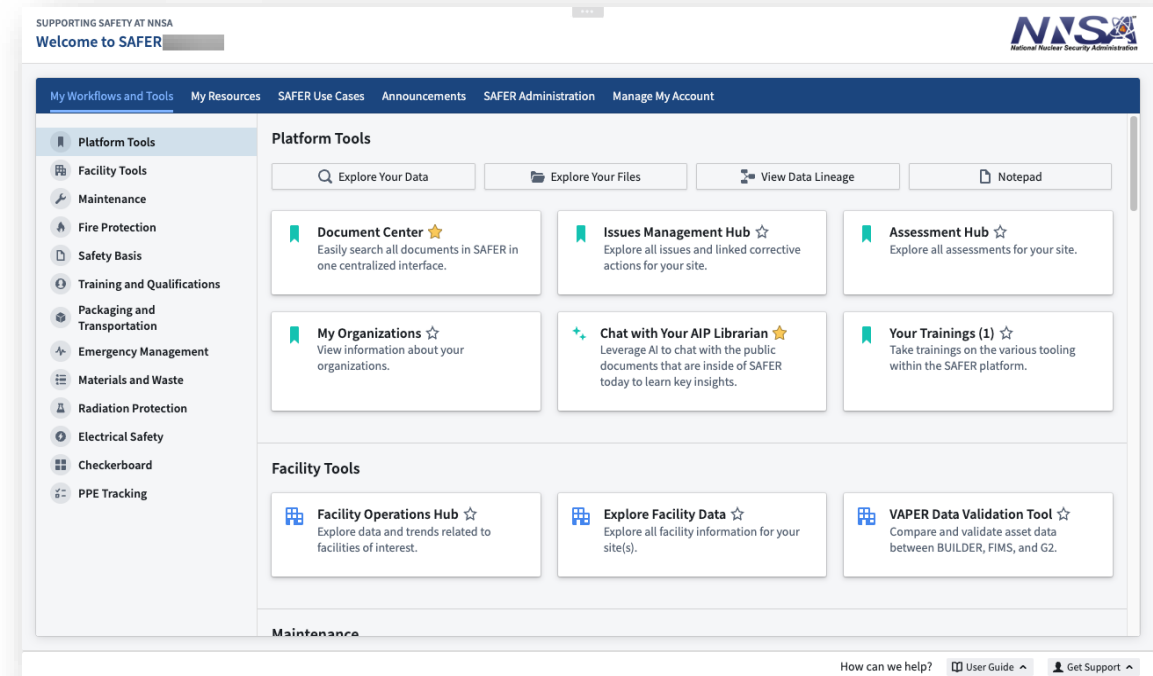 SUPPORTING SAFETY AT NNSA
Welcome to SAFER
NNSA
National Nuclear Security Administration
My Workflows and Tools
My Resources
SAFER Use Cases
Announcements
SAFER Administration
Manage My Account
Platform Tools
Facility Tools
Maintenance
Fire Protection
Safety Basis
Training and Qualifications
Packaging and
Transportation
Emergency Management
Materials and Waste
Radiation Protection
Electrical Safety
Checkerboard
PPE Tracking
Platform Tools
Explore Your Data
Explore Your Files
View Data Lineage
Notepad
Document Center
Easily search all documents in SAFER in
one centralized interface.
Issues Management Hub
Explore all issues and linked corrective
actions for your site.
Assessment Hub
Explore all assessments for your site.
My Organizations
View information about your
organizations.
Chat with Your AIP Librarian
Leverage AI to chat with the public
documents that are inside of SAFER
today to learn key insights.
Your Trainings (1)
Take trainings on the various tooling
within the SAFER platform.
Facility Tools
Facility Operations Hub
Explore data and trends related to
facilities of interest.
Explore Facility Data
Explore all facility information for your
site(s).
VAPER Data Validation Tool
Compare and validate asset data
between BUILDER, FIMS, and G2.
Maintenance
How can we help?
User Guide
Get Support